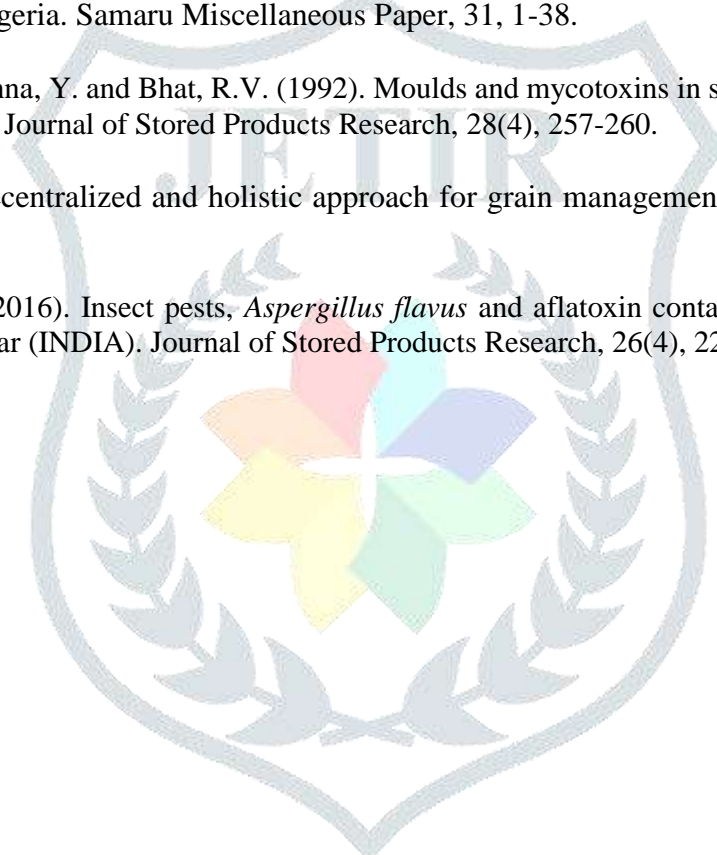 geria. Samaru Miscellaneous Paper, 31, 1-38.
nna, Y. and Bhat, R.V. (1992). Moulds and mycotoxins in s
Journal of Stored Products Research, 28(4), 257-260.
JETIR
centralized and holistic approach for grain managemen
2016). Insect pests, Aspergillus flavus and aflatoxin conta
ar (INDIA). Journal of Stored Products Research, 26(4), 22